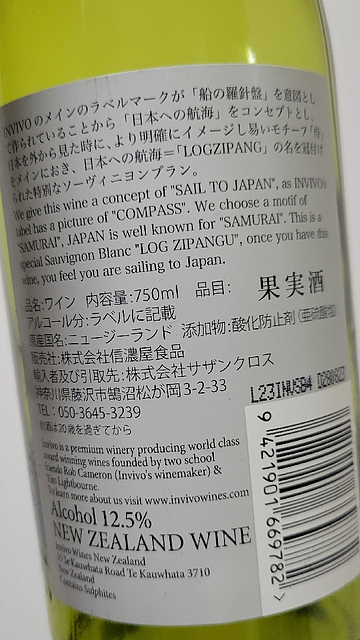 INVIVO のメインのラベルマークが「船の羅針盤」を意図とし
て作られていることから「日本への航海」をコンセプトとし、
日本を外から見た時に、より明確にイメージし易いモチーフ「侍」
をメインにおき、日本への航海＝「LOGZIPANG」の名を冠付け
られた特別なソーヴィニヨンブラン。
We give this wine a concept of "SAIL TO JAPAN", as INVIVO's
label has a picture of "COMPASS". We choose a motif of
"SAMURAI", JAPAN is well known for "SAMURAI". This is a
special Sauvignon Blanc "LOG ZIPANGU", once you have this
wine, you feel you are sailing to Japan.
品名:ワイン 内容量:750ml 品目: 果実酒
アルコール分:ラベルに記載
原産国名:ニュージーランド 添加物:酸化防止剤(亜硫酸塩)
販売社:株式会社信濃屋食品
輸入者及び引取先:株式会社サザンクロス
神奈川県藤沢市鵠沼松が岡3-2-33
TEL:050-3645-3239
お酒は20歳を過ぎてから
L231NVSB4 D280823
Invivo is a premium winery producing world class
award winning wines founded by two school
friends Rob Cameron (Invivo's winemaker) &
Tim Lightbourne.
To learn more about us visit www.invivowines.com
Alcohol 12.5%
NEW ZEALAND WINE
Invivo Wines New Zealand
Te Kauwhata Road Te Kauwhata 3710
New Zealand
Contains Sulphites
9 421901 669782 >